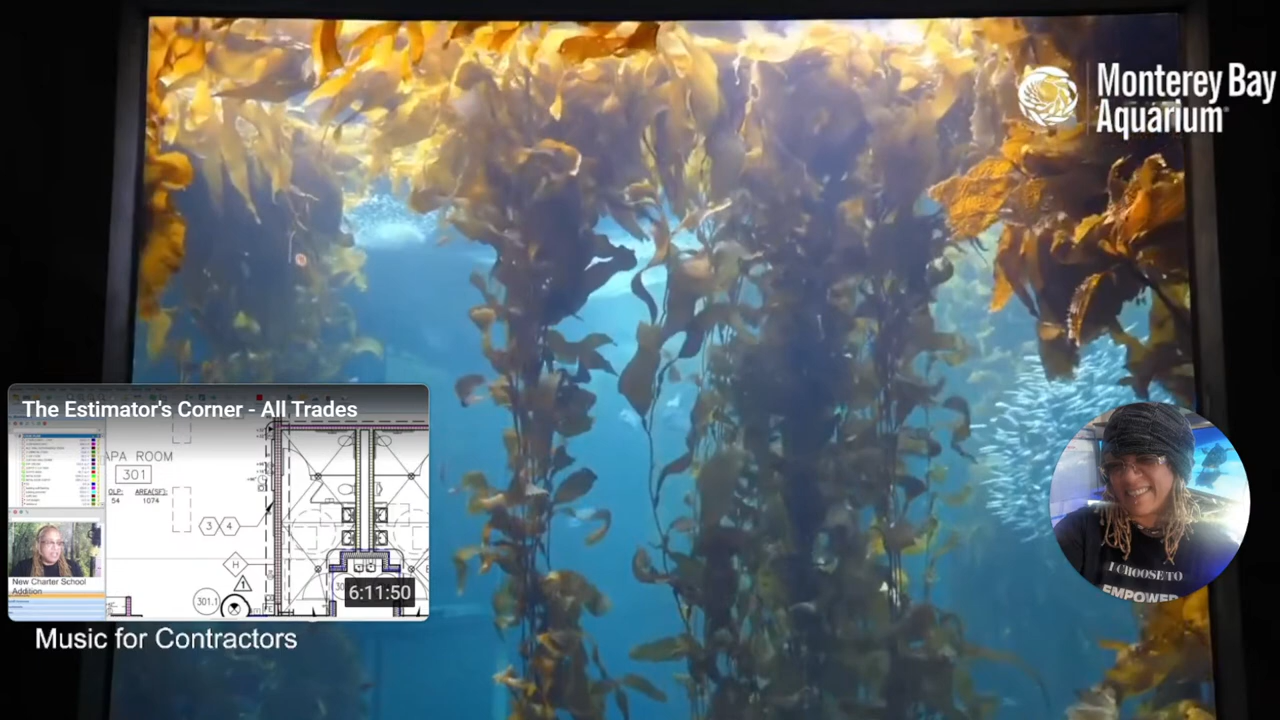 Monterey Bay
Aquarium
The Estimator's Corner - All Trades
APA ROOM
301
OLP:
AREA(SF):
54
1074
3
4
H
301.1
New Charter School
Addition
6:11:50
Music for Contractors
I CHOOSE TO
EMPOWER